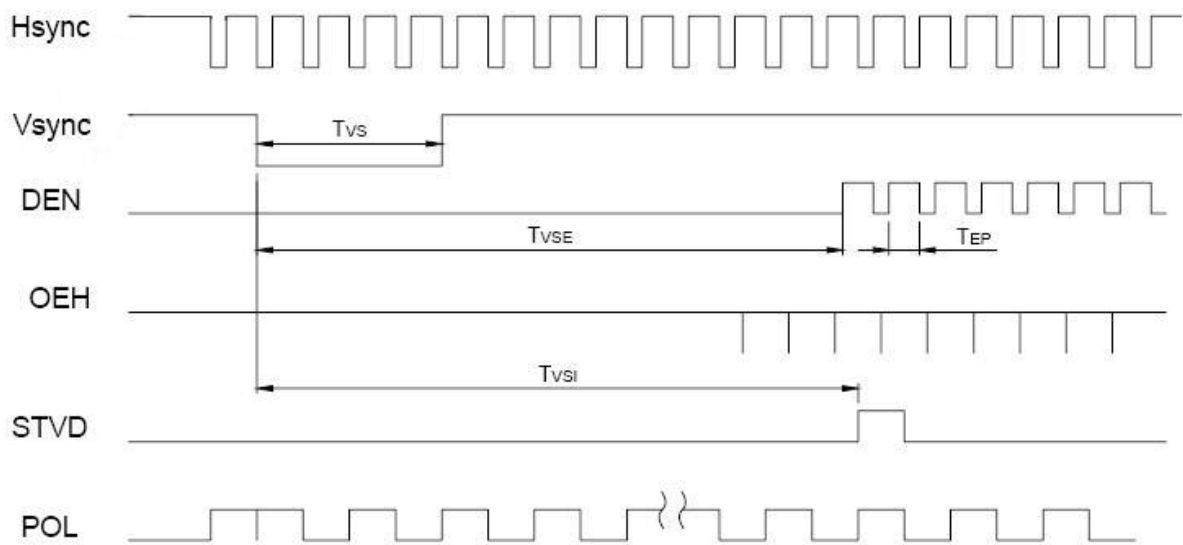 Hsync
Vsync
TVS
DEN
TVSE
TEP
OEH
TVSI
STVD
POL